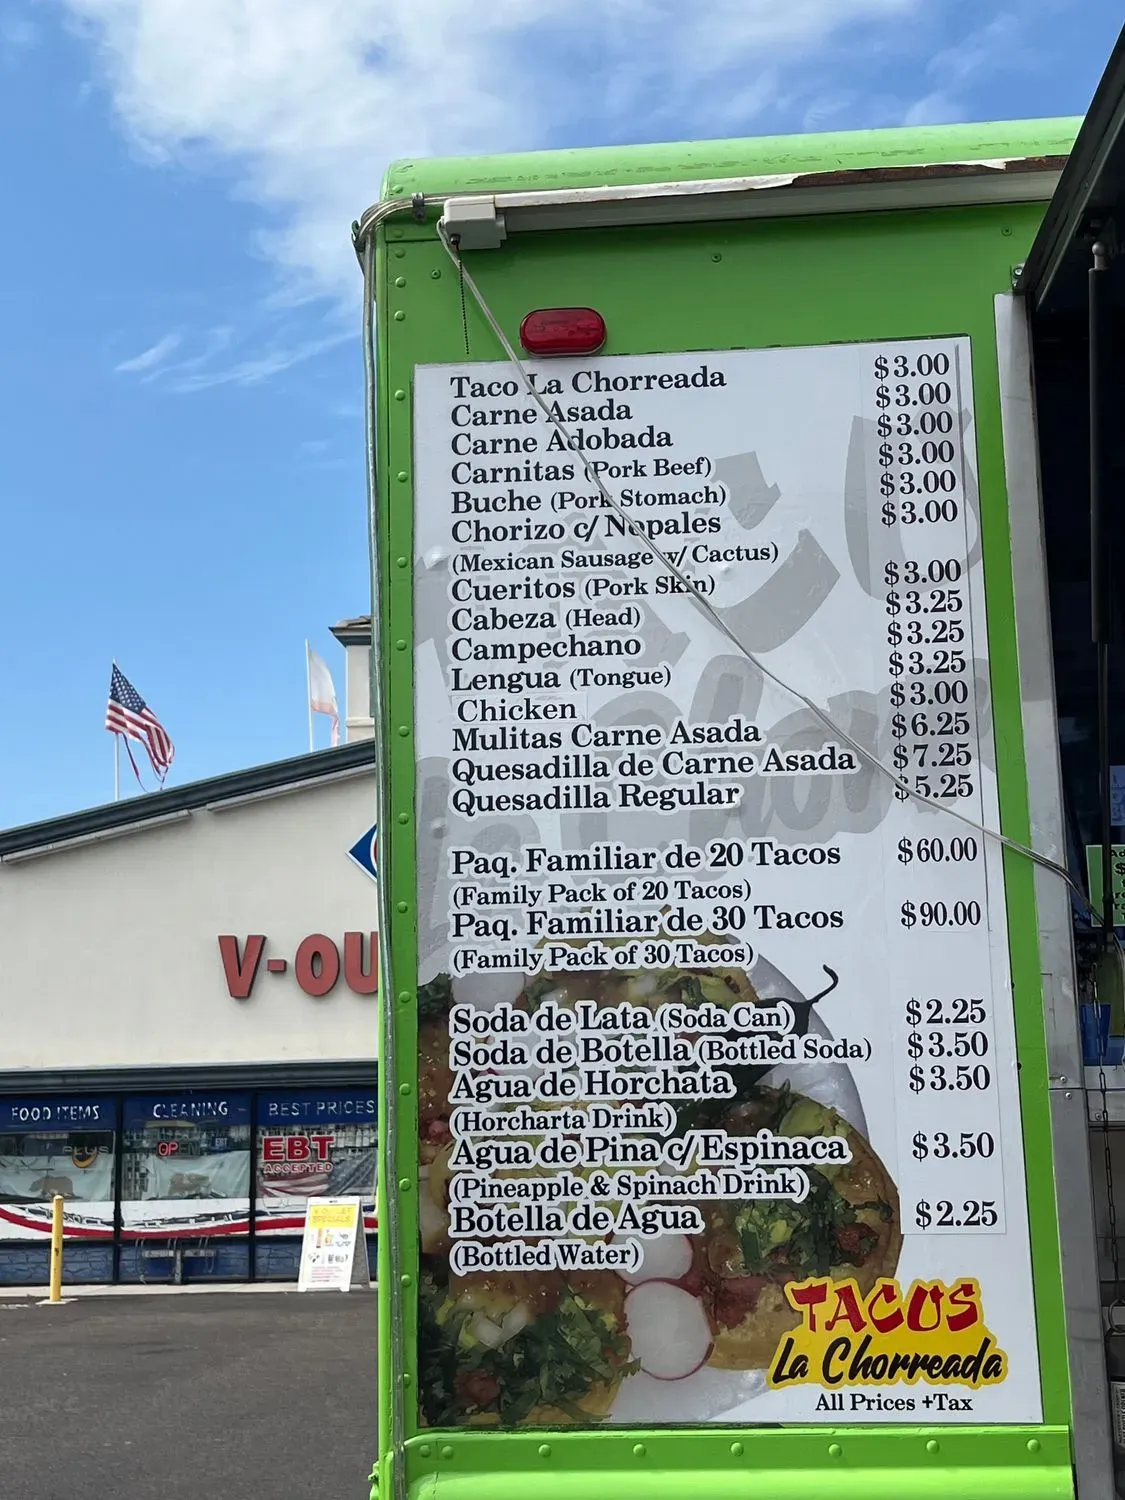 Taco La Chorreada $3.00
Carne Asada $3.00
Carne Adobada $3.00
Carnitas (Pork Beef) $3.00
Buche (Pork Stomach) $3.00
Chorizo c/ Nopales $3.00
(Mexican Sausage w/ Cactus)
Cueritos (Pork Skin) $3.00
Cabeza (Head) $3.25
Campechano $3.25
Lengua (Tongue) $3.25
Chicken $3.00
Mulitas Carne Asada $6.25
Quesadilla de Carne Asada $7.25
Quesadilla Regular $5.25
Paq. Familiar de 20 Tacos $60.00
(Family Pack of 20 Tacos)
Paq. Familiar de 30 Tacos $90.00
(Family Pack of 30 Tacos)
Soda de Lata (Soda Can) $2.25
Soda de Botella (Bottled Soda) $3.50
Agua de Horchata $3.50
(Horcharta Drink)
Agua de Pina c/ Espinaca $3.50
(Pineapple & Spinach Drink)
Botella de Agua $2.25
(Bottled Water)
TACOS
La Chorreada
All Prices +Tax
V-OU
FOOD ITEMS
CLEANING
BEST PRICES
OPEN
EBT
ACCEPTED